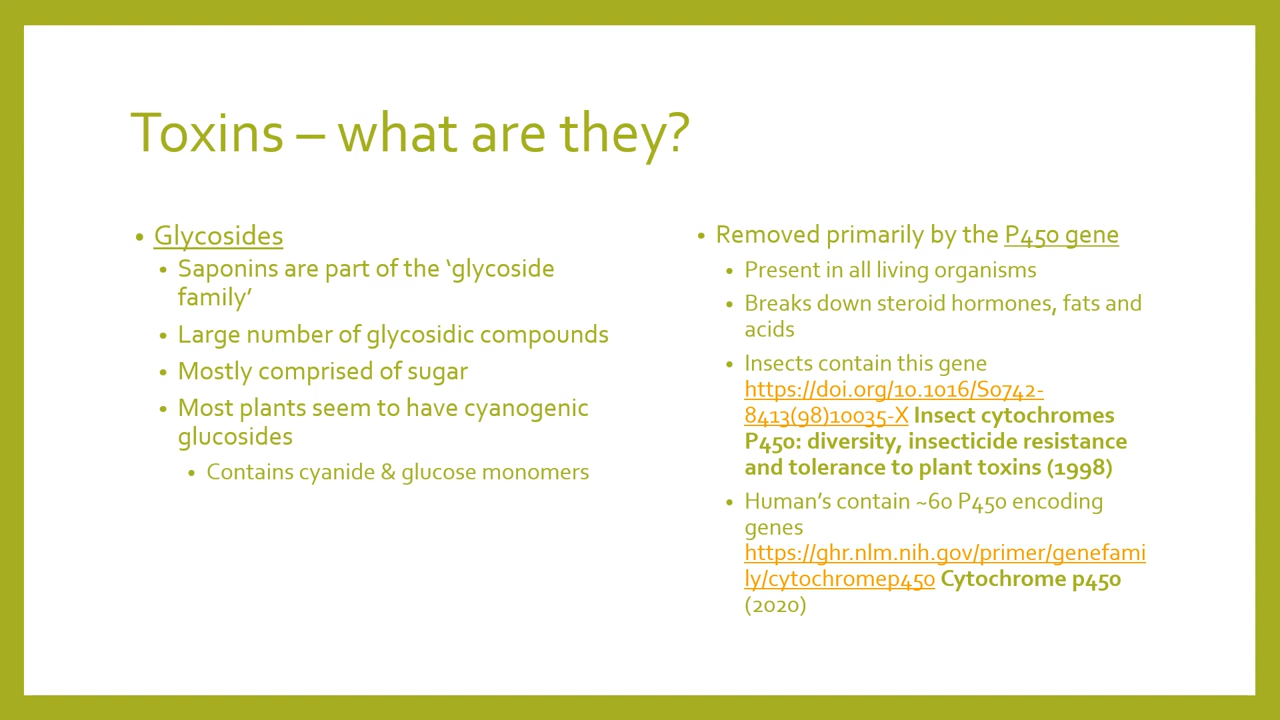 Toxins – what are they?
• Glycosides
• Saponins are part of the ‘glycoside
family’
• Large number of glycosidic compounds
• Mostly comprised of sugar
• Most plants seem to have cyanogenic
glucosides
• Contains cyanide & glucose monomers
• Removed primarily by the P450 gene
• Present in all living organisms
• Breaks down steroid hormones, fats and
acids
• Insects contain this gene
https://doi.org/10.1016/S0742-
8413(98)10035-X Insect cytochromes
P450: diversity, insecticide resistance
and tolerance to plant toxins (1998)
• Human’s contain ~60 P450 encoding
genes
https://ghr.nlm.nih.gov/primer/genefami
ly/cytochromep450 Cytochrome p450
(2020)